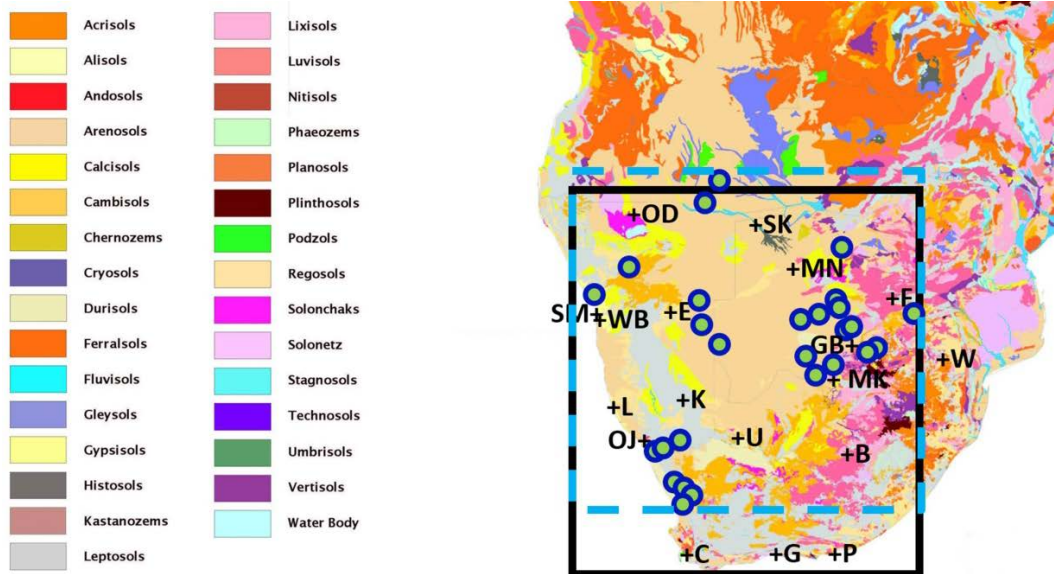 Acrisols
Alisols
Andosols
Arenosols
Calcisols
Cambisols
Chernozems
Cryosols
Durisols
Ferralsols
Fluvisols
Gleysols
Gypsisols
Histosols
Kastanozems
Leptosols
Lixisols
Luvisols
Nitisols
Phaeozems
Planosols
Plinthosols
Podzols
Regosols
Solonchaks
Solonetz
Stagnosols
Technosols
Umbrisols
Vertisols
Water Body
+OD
+SK
+MN
SM+
+WB
+E
+F
GB+
+W
+ MK
+L
+K
OJ+
+U
+B
+C
+G
+P